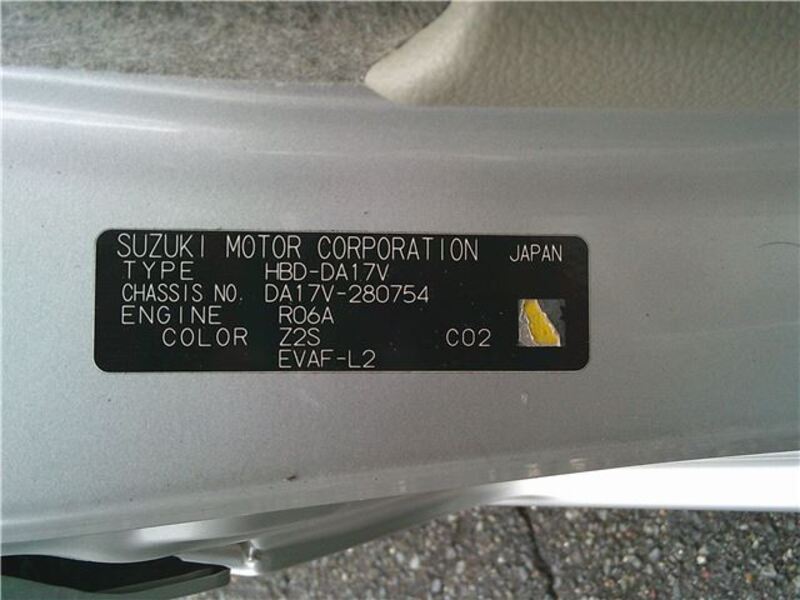 SUZUKI MOTOR CORPORATION JAPAN
TYPE HBD-DA17V
CHASSIS NO. DA17V-280754
ENGINE R06A
COLOR Z2S C02
EVAF-L2